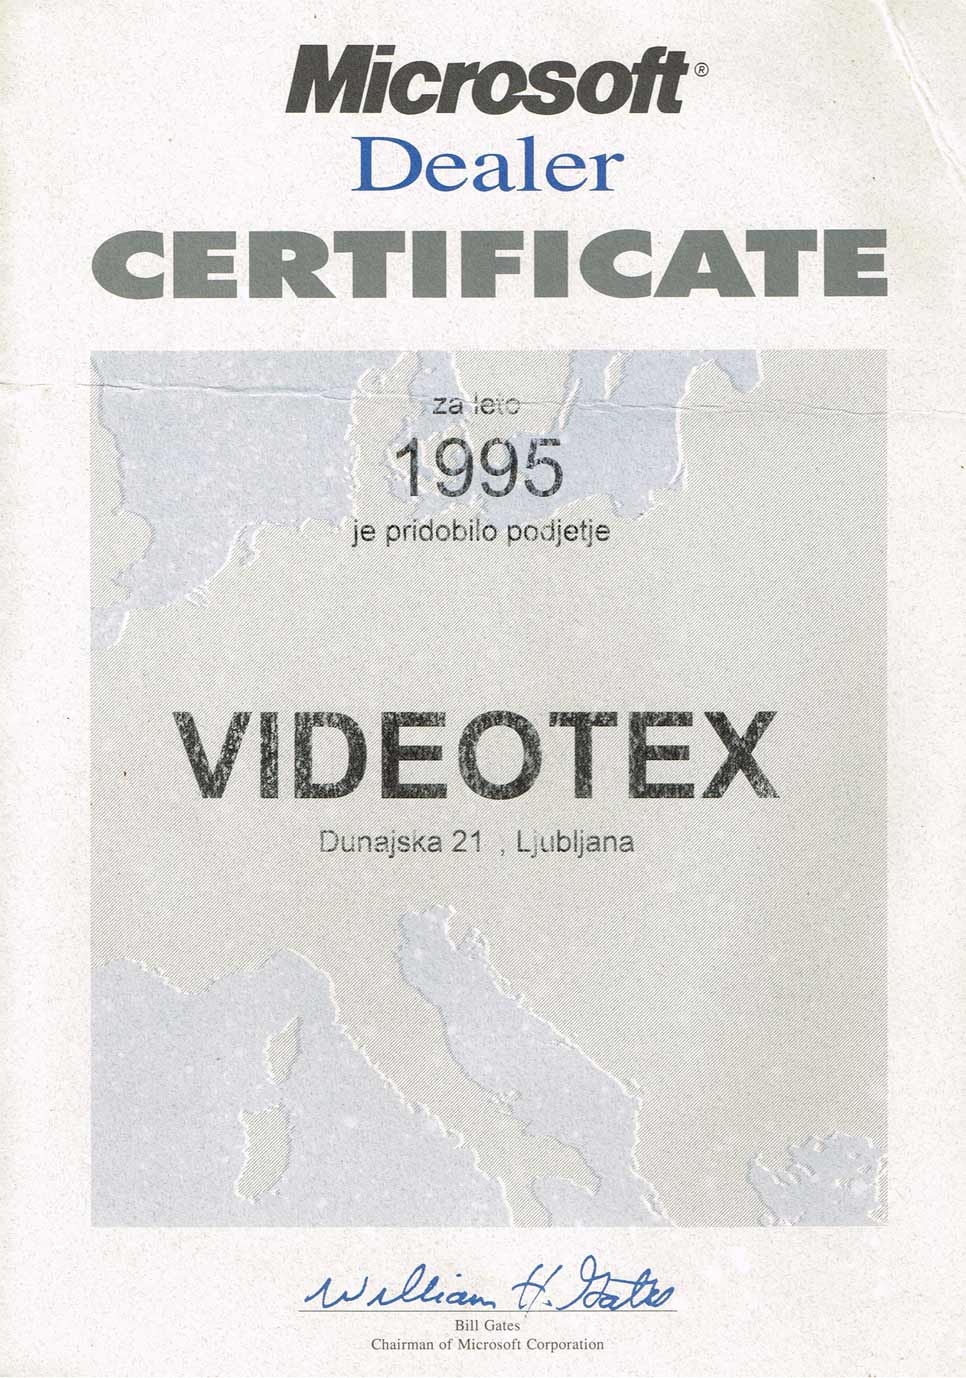 Microsoft®
Dealer
CERTIFICATE
za leto
1995
je pridobilo podjetje
VIDEOTEX
Dunajska 21 , Ljubljana
William H. Gates
Bill Gates
Chairman of Microsoft Corporation